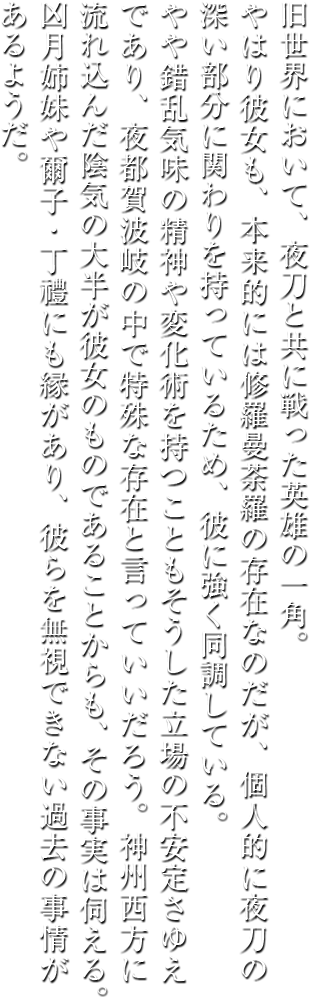 旧世界において、夜刀と共に戦った英雄の一角。
やはり彼女も、本来的には修羅曼荼羅の存在なのだが、個人的に夜刀の
深い部分に関わりを持っているため、彼に強く同調している。
やや錯乱気味の精神や変化術を持つこともそうした立場の不安定さゆえ
であり、夜都賀波岐の中で特殊な存在と言っていいだろう。神州西方に
流れ込んだ陰気の大半が彼女のものであることからも、その事実は伺える。
凶月姉妹や爾子・丁禮にも縁があり、彼らを無視できない過去の事情が
あるようだ。